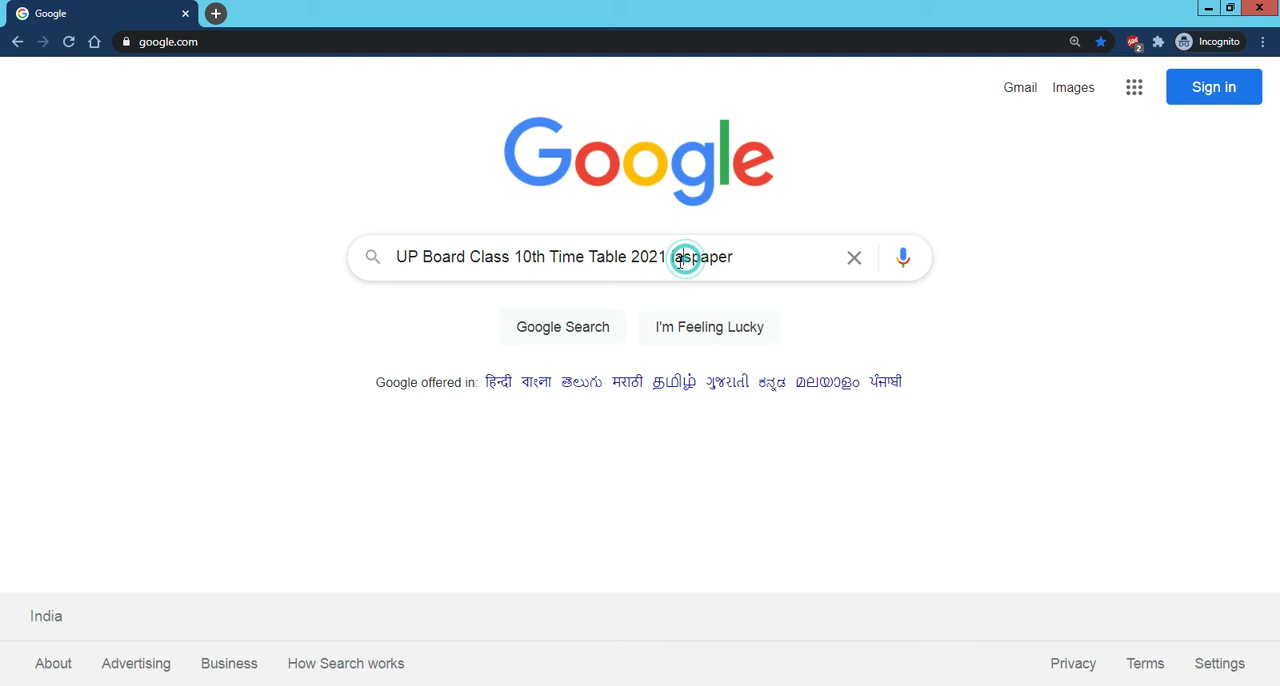 Google
google.com
2
Incognito
Gmail Images
Sign in
Google
UP Board Class 10th Time Table 2021 iaspaper
Google Search
I'm Feeling Lucky
Google offered in: हिन्दी বাংলা తెలుగు मराठी தமிழ் ગુજરાતી ಕನ್ನಡ മലയാളം ਪੰਜਾਬੀ
India
About Advertising Business How Search works
Privacy Terms Settings